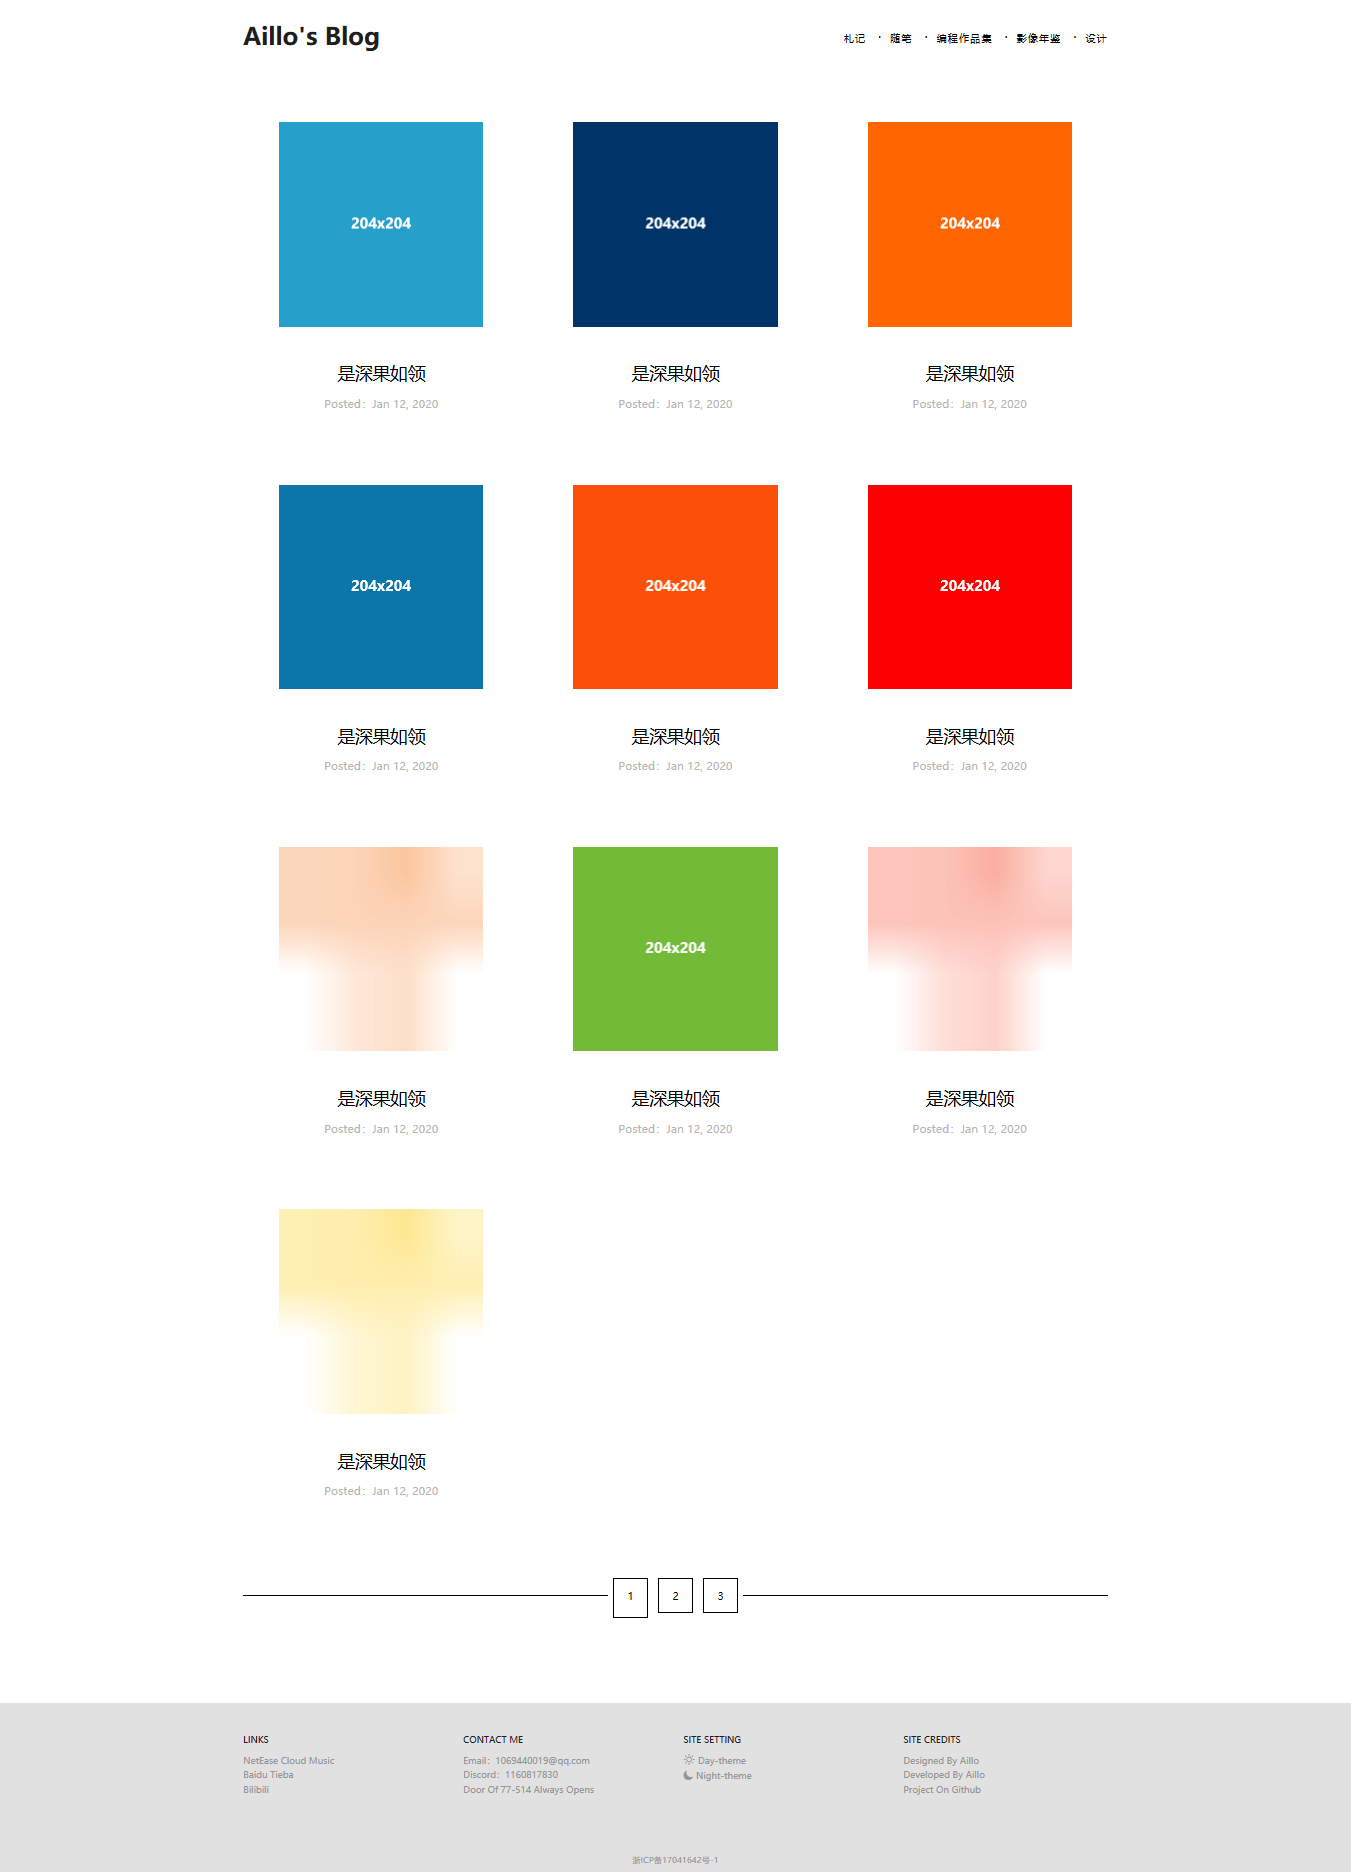 Aillo's Blog
札记 · 随笔 · 编程作品集 · 影像年鉴 · 设计
204x204
204x204
204x204
是深果如领
是深果如领
是深果如领
Posted：Jan 12, 2020
Posted：Jan 12, 2020
Posted：Jan 12, 2020
204x204
204x204
204x204
是深果如领
是深果如领
是深果如领
Posted：Jan 12, 2020
Posted：Jan 12, 2020
Posted：Jan 12, 2020
204x204
是深果如领
是深果如领
是深果如领
Posted：Jan 12, 2020
Posted：Jan 12, 2020
Posted：Jan 12, 2020
是深果如领
Posted：Jan 12, 2020
1 2 3
LINKS
NetEase Cloud Music
Baidu Tieba
Bilibili
CONTACT ME
Email：1069440019@qq.com
Discord：1160817830
Door Of 77-514 Always Opens
SITE SETTING
Day-theme
Night-theme
SITE CREDITS
Designed By Aillo
Developed By Aillo
Project On Github
浙ICP备17041642号-1